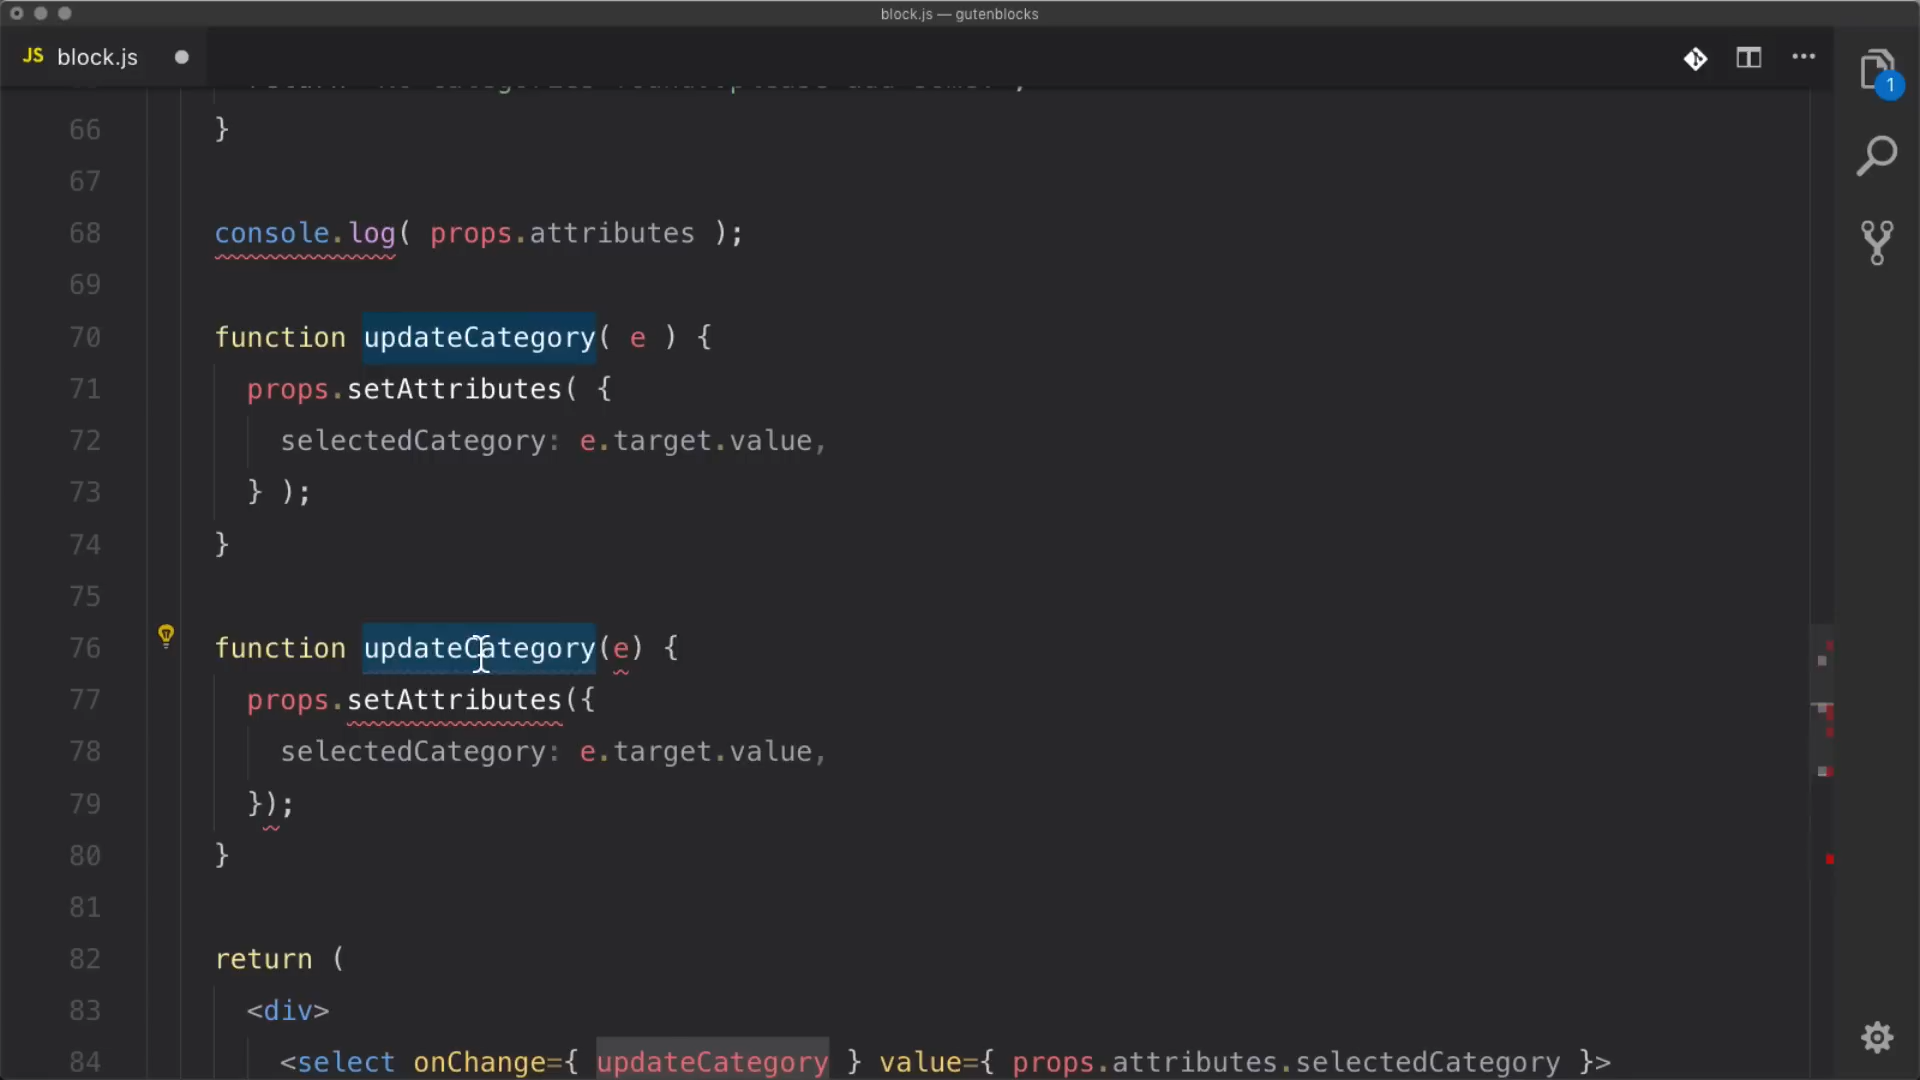 block.js — gutenblocks
JS block.js
1
66 }
67
68 console.log( props.attributes );
69
70 function updateCategory( e ) {
71 props.setAttributes( {
72 selectedCategory: e.target.value,
73 } );
74 }
75
76 function updateCategory(e) {
77 props.setAttributes({
78 selectedCategory: e.target.value,
79 });
80 }
81
82 return (
83 <div>
84 <select onChange={ updateCategory } value={ props.attributes.selectedCategory }>